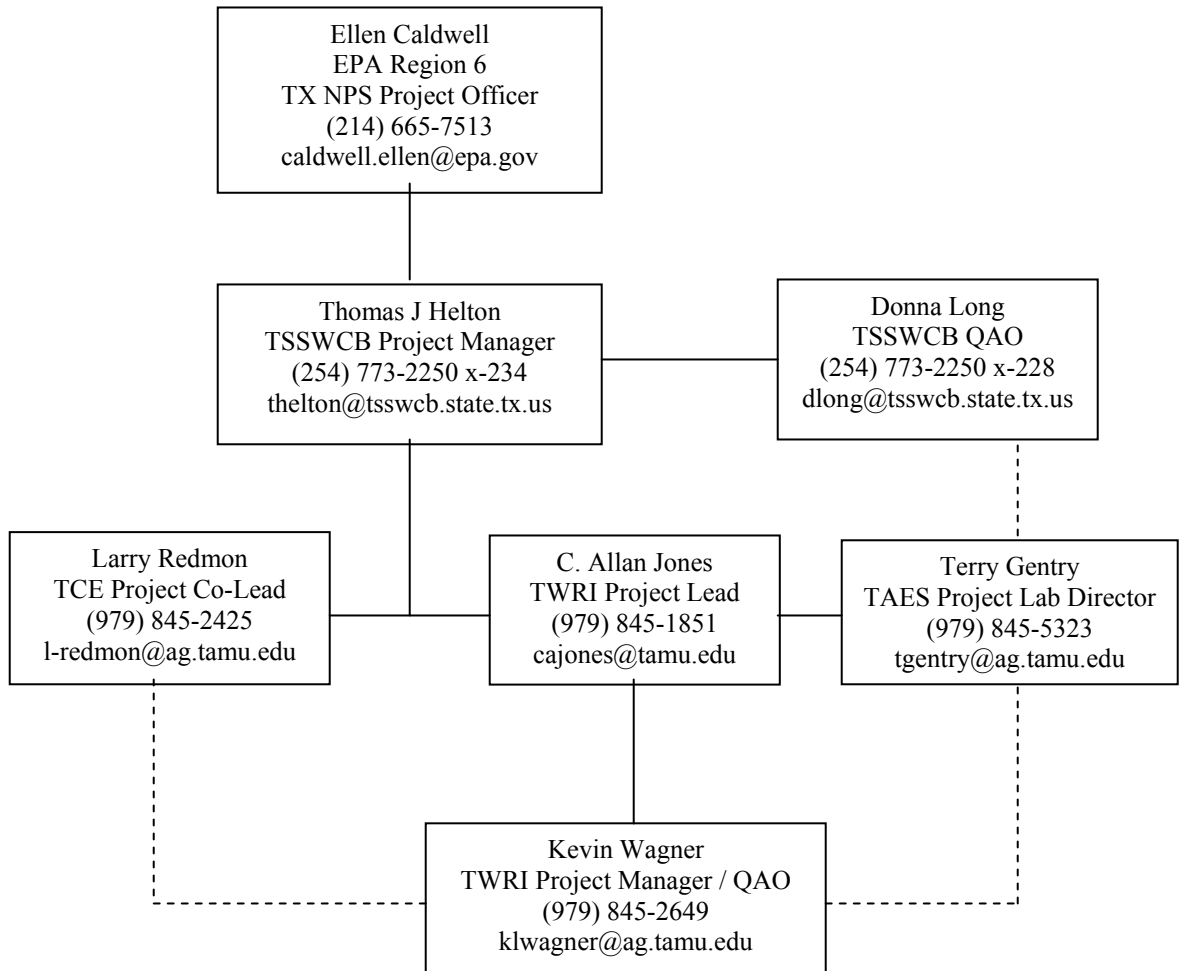 Ellen Caldwell
EPA Region 6
TX NPS Project Officer
(214) 665-7513
caldwell.ellen@epa.gov
Thomas J Helton
TSSWCB Project Manager
(254) 773-2250 x-234
thelton@tsswcb.state.tx.us
Donna Long
TSSWCB QAO
(254) 773-2250 x-228
dlong@tsswcb.state.tx.us
Larry Redmon
TCE Project Co-Lead
(979) 845-2425
l-redmon@ag.tamu.edu
C. Allan Jones
TWRI Project Lead
(979) 845-1851
cajones@tamu.edu
Terry Gentry
TAES Project Lab Director
(979) 845-5323
tgentry@ag.tamu.edu
Kevin Wagner
TWRI Project Manager / QAO
(979) 845-2649
klwagner@ag.tamu.edu